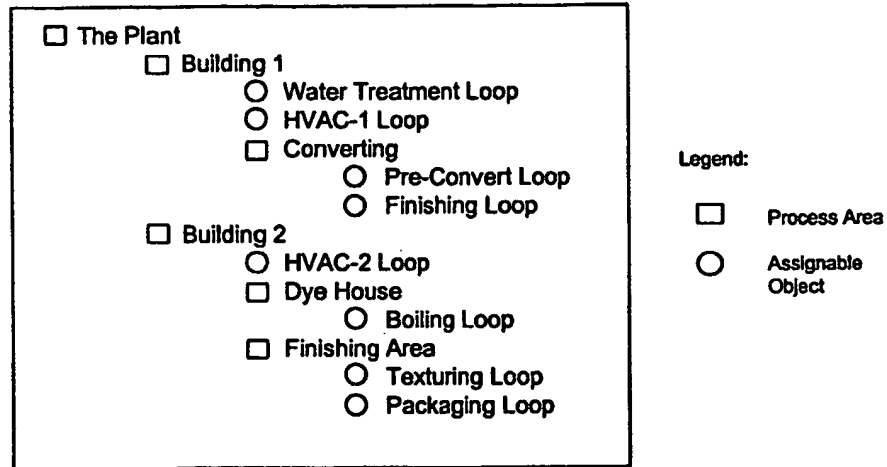 The Plant
Building 1
Water Treatment Loop
HVAC-1 Loop
Converting
Pre-Convert Loop
Finishing Loop
Building 2
HVAC-2 Loop
Dye House
Boiling Loop
Finishing Area
Texturing Loop
Packaging Loop
Legend:
Process Area
Assignable
Object